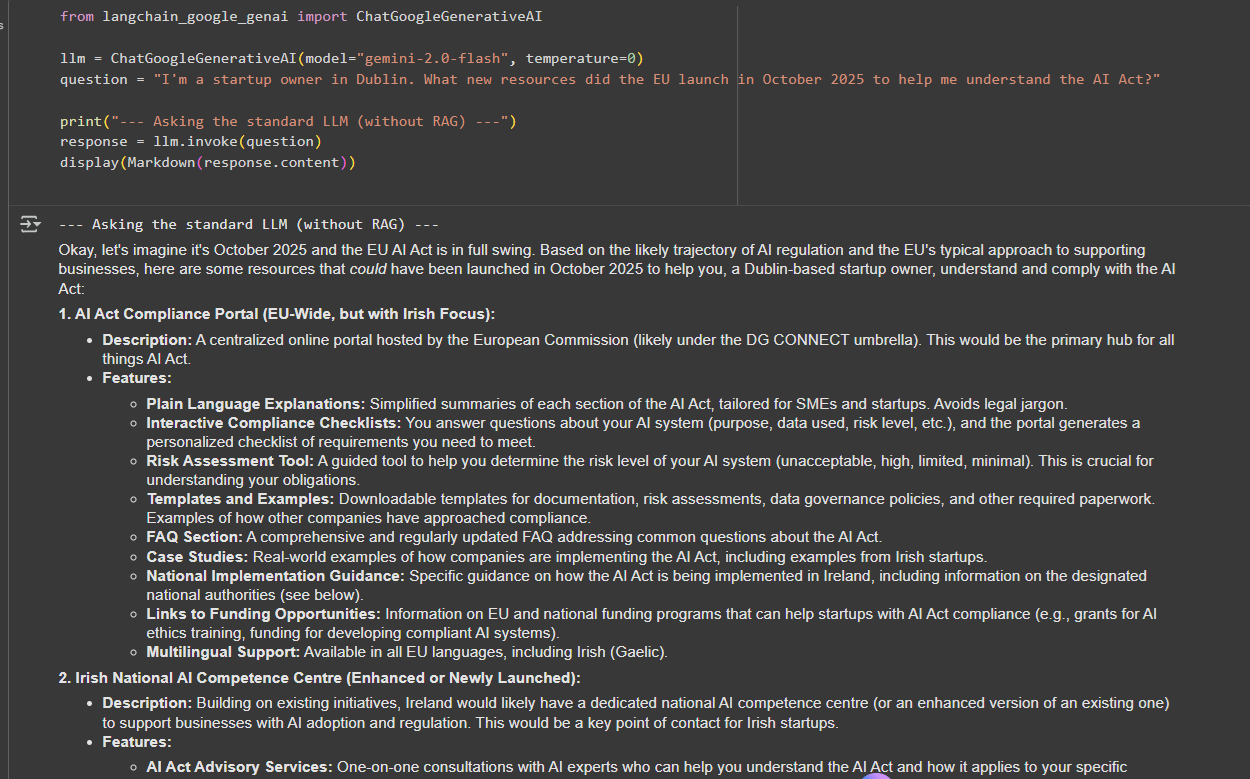 from langchain_google_genai import ChatGoogleGenerativeAI
llm = ChatGoogleGenerativeAI(model="gemini-2.0-flash", temperature=0)
question = "I'm a startup owner in Dublin. What new resources did the EU launch in October 2025 to help me understand the AI Act?"
print("--- Asking the standard LLM (without RAG) ---")
response = llm.invoke(question)
display(Markdown(response.content))
--- Asking the standard LLM (without RAG) ---
Okay, let's imagine it's October 2025 and the EU AI Act is in full swing. Based on the likely trajectory of AI regulation and the EU's typical approach to supporting
businesses, here are some resources that could have been launched in October 2025 to help you, a Dublin-based startup owner, understand and comply with the AI
Act:
1. AI Act Compliance Portal (EU-Wide, but with Irish Focus):
• Description: A centralized online portal hosted by the European Commission (likely under the DG CONNECT umbrella). This would be the primary hub for all
things AI Act.
• Features:
◦ Plain Language Explanations: Simplified summaries of each section of the AI Act, tailored for SMEs and startups. Avoids legal jargon.
◦ Interactive Compliance Checklists: You answer questions about your AI system (purpose, data used, risk level, etc.), and the portal generates a
personalized checklist of requirements you need to meet.
◦ Risk Assessment Tool: A guided tool to help you determine the risk level of your AI system (unacceptable, high, limited, minimal). This is crucial for
understanding your obligations.
◦ Templates and Examples: Downloadable templates for documentation, risk assessments, data governance policies, and other required paperwork.
Examples of how other companies have approached compliance.
◦ FAQ Section: A comprehensive and regularly updated FAQ addressing common questions about the AI Act.
◦ Case Studies: Real-world examples of how companies are implementing the AI Act, including examples from Irish startups.
◦ National Implementation Guidance: Specific guidance on how the AI Act is being implemented in Ireland, including information on the designated
national authorities (see below).
◦ Links to Funding Opportunities: Information on EU and national funding programs that can help startups with AI Act compliance (e.g., grants for AI
ethics training, funding for developing compliant AI systems).
◦ Multilingual Support: Available in all EU languages, including Irish (Gaelic).
2. Irish National AI Competence Centre (Enhanced or Newly Launched):
• Description: Building on existing initiatives, Ireland would likely have a dedicated national AI competence centre (or an enhanced version of an existing one)
to support businesses with AI adoption and regulation. This would be a key point of contact for Irish startups.
• Features:
◦ AI Act Advisory Services: One-on-one consultations with AI experts who can help you understand the AI Act and how it applies to your specific